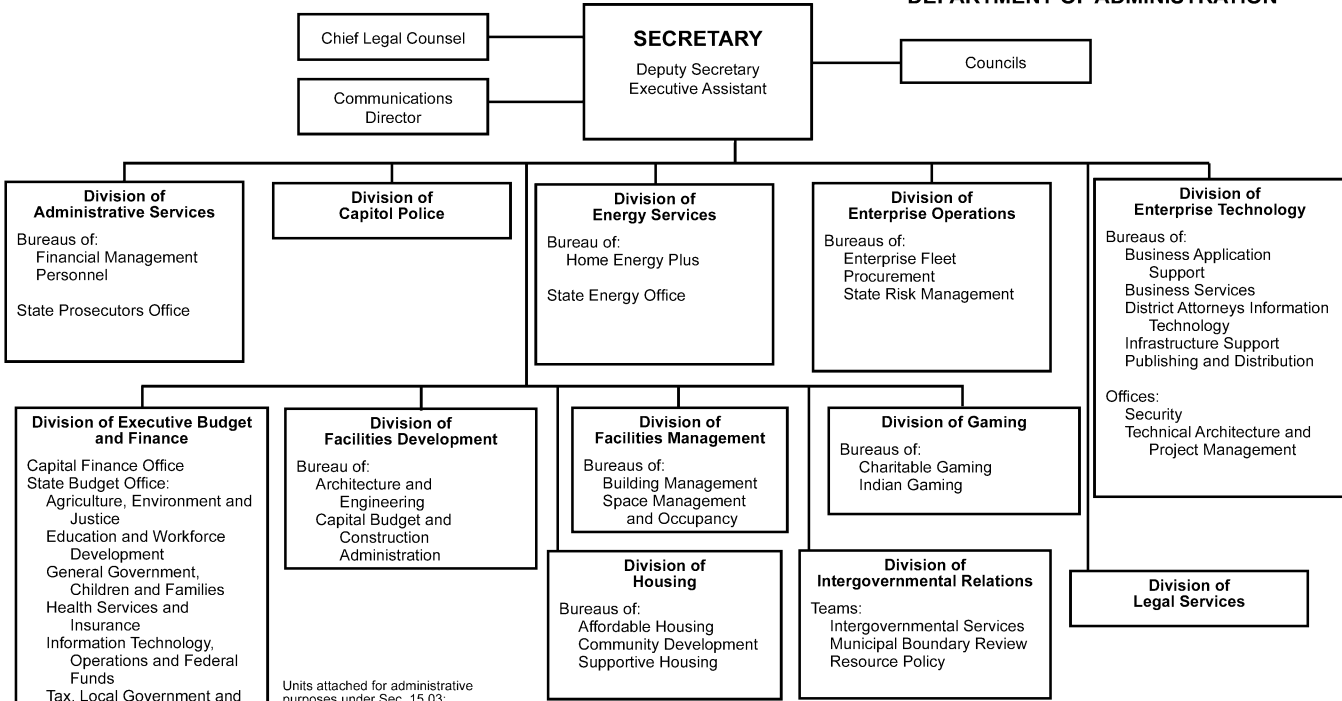 DEPARTMENT OF ADMINISTRATION
Chief Legal Counsel
Communications
Director
SECRETARY
Deputy Secretary
Executive Assistant
Councils
Division of
Administrative Services
Bureaus of:
Financial Management
Personnel
State Prosecutors Office
Division of
Capitol Police
Division of
Energy Services
Bureau of:
Home Energy Plus
State Energy Office
Division of
Enterprise Operations
Bureaus of:
Enterprise Fleet
Procurement
State Risk Management
Division of
Enterprise Technology
Bureaus of:
Business Application
Support
Business Services
District Attorneys Information
Technology
Infrastructure Support
Publishing and Distribution
Offices:
Security
Technical Architecture and
Project Management
Division of Executive Budget
and Finance
Capital Finance Office
State Budget Office:
Agriculture, Environment and
Justice
Education and Workforce
Development
General Government,
Children and Families
Health Services and
Insurance
Information Technology,
Operations and Federal
Funds
Tax, Local Government and
Division of
Facilities Development
Bureau of:
Architecture and
Engineering
Capital Budget and
Construction
Administration
Division of
Facilities Management
Bureaus of:
Building Management
Space Management
and Occupancy
Division of Gaming
Bureaus of:
Charitable Gaming
Indian Gaming
Division of
Housing
Bureaus of:
Affordable Housing
Community Development
Supportive Housing
Division of
Intergovernmental Relations
Teams:
Intergovernmental Services
Municipal Boundary Review
Resource Policy
Division of
Legal Services
Units attached for administrative
purposes under Sec. 15.03: